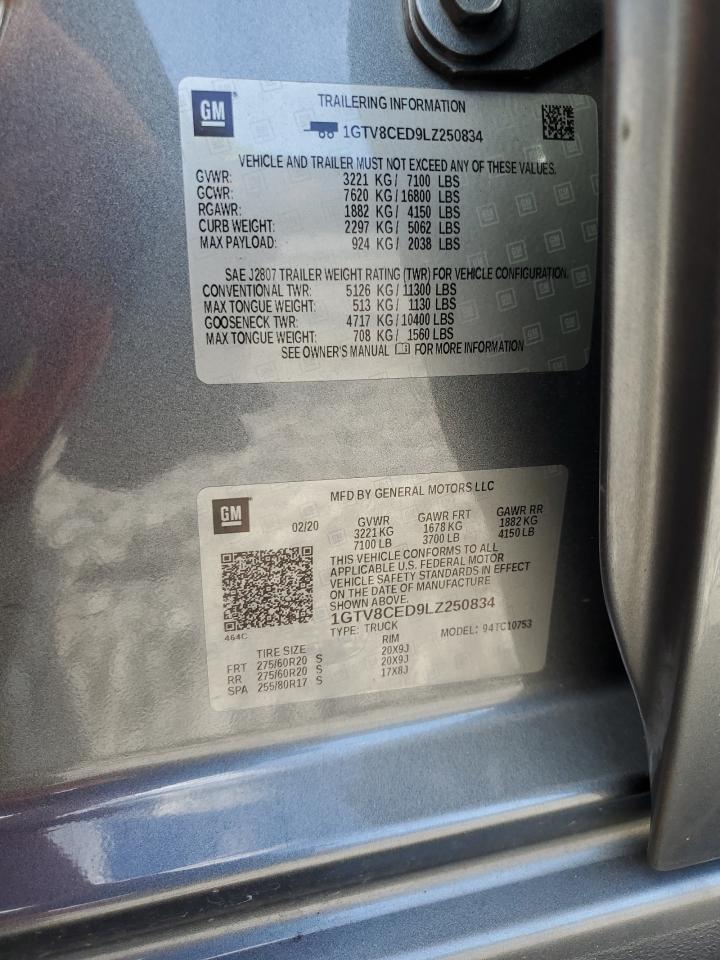 GM
TRAILERING INFORMATION
1GTV8CED9LZ250834
VEHICLE AND TRAILER MUST NOT EXCEED ANY OF THESE VALUES.
GVWR: 3221 KG/ 7100 LBS
GCWR: 7620 KG/ 16800 LBS
RGAWR: 1882 KG/ 4150 LBS
CURB WEIGHT: 2297 KG/ 5062 LBS
MAX PAYLOAD: 924 KG/ 2038 LBS
SAE J2807 TRAILER WEIGHT RATING (TWR) FOR VEHICLE CONFIGURATION.
CONVENTIONAL TWR: 5126 KG/ 11300 LBS
MAX TONGUE WEIGHT: 513 KG/ 1130 LBS
GOOSENECK TWR: 4717 KG/ 10400 LBS
MAX TONGUE WEIGHT: 708 KG/ 1560 LBS
SEE OWNER'S MANUAL FOR MORE INFORMATION
GM
MFD BY GENERAL MOTORS LLC
02/20 GVWR GAWR FRT GAWR RR
3221 KG 1678 KG 1882 KG
7100 LB 3700 LB 4150 LB
THIS VEHICLE CONFORMS TO ALL
APPLICABLE U.S. FEDERAL MOTOR
VEHICLE SAFETY STANDARDS IN EFFECT
ON THE DATE OF MANUFACTURE
SHOWN ABOVE.
1GTV8CED9LZ250834
464C
TYPE: TRUCK MODEL: 94TC10753
TIRE SIZE RIM
FRT 275/60R20 S 20X9J
RR 275/60R20 S 20X9J
SPA 255/80R17 S 17X8J